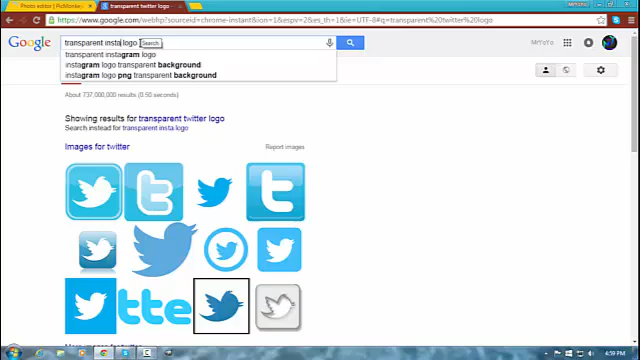 Photo editor | PicMonkey
transparent twitter logo -
https://www.google.com/webhp?sourceid=chrome-instant&ion=1&espv=2&es_th=1&ie=UTF-8#q=transparent%20twitter%20logo
Google
transparent insta logo
Search
MrYoYo
transparent instagram logo
instagram logo transparent background
instagram logo png transparent background
About 737,000,000 results (0.50 seconds)
Showing results for transparent twitter logo
Search instead for transparent insta logo
Images for twitter
Report images
t
t
tte
4:59 PM